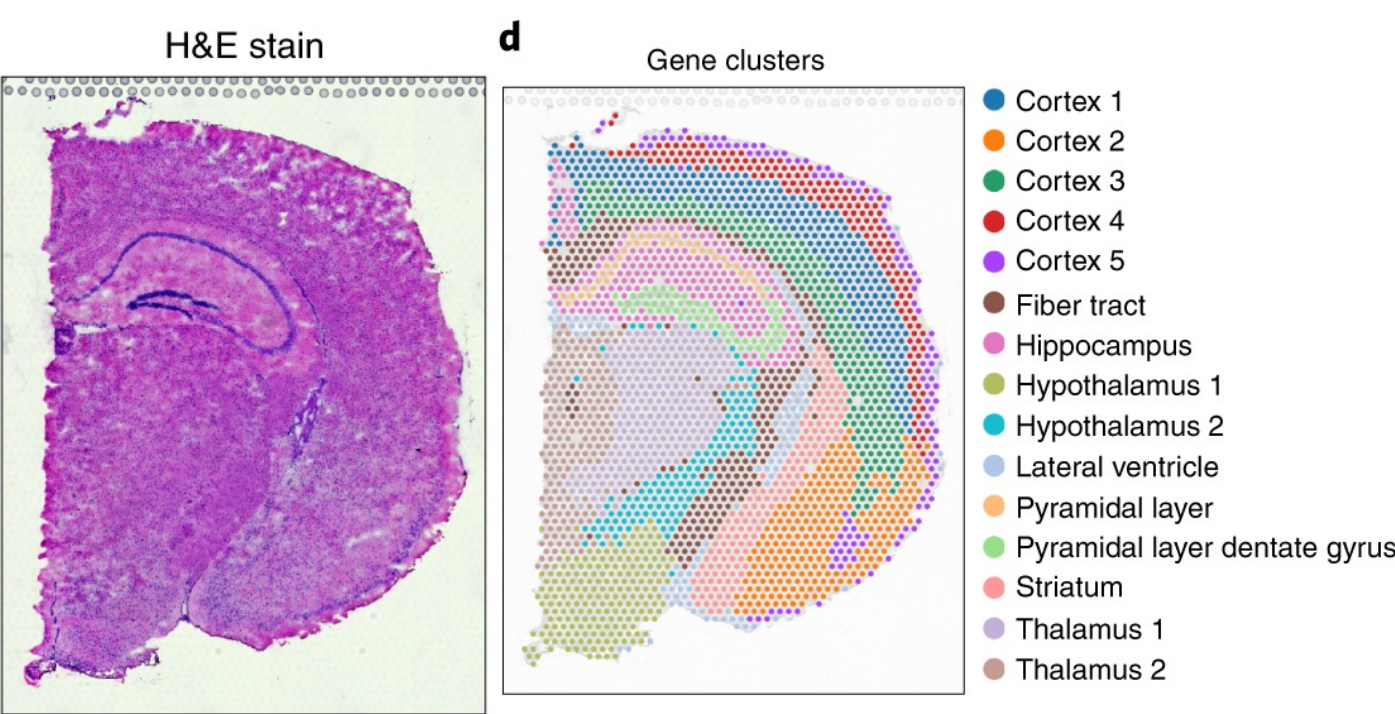 H&E stain
d
Gene clusters
Cortex 1
Cortex 2
Cortex 3
Cortex 4
Cortex 5
Fiber tract
Hippocampus
Hypothalamus 1
Hypothalamus 2
Lateral ventricle
Pyramidal layer
Pyramidal layer dentate gyrus
Striatum
Thalamus 1
Thalamus 2